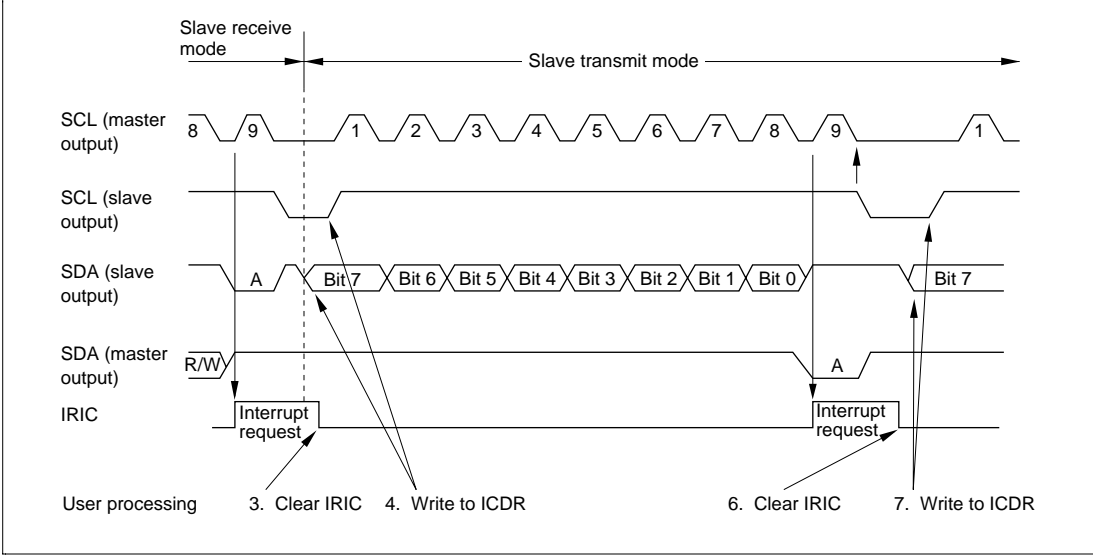 Slave receive
mode
Slave transmit mode
SCL (master
output)
8 9 1 2 3 4 5 6 7 8 9 1
SCL (slave
output)
SDA (slave
output)
A Bit 7 Bit 6 Bit 5 Bit 4 Bit 3 Bit 2 Bit 1 Bit 0 Bit 7
SDA (master
output)
R/W A
IRIC
Interrupt
request
Interrupt
request
User processing 3. Clear IRIC 4. Write to ICDR 6. Clear IRIC 7. Write to ICDR